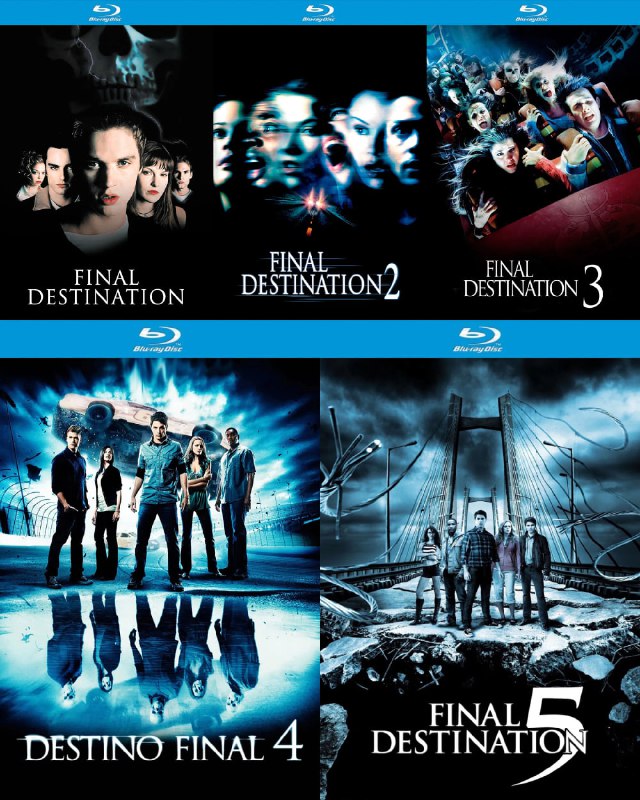 Blu-ray Disc
Blu-ray Disc
Blu-ray Disc
FINAL
DESTINATION
FINAL
DESTINATION 2
FINAL
DESTINATION 3
Blu-ray Disc
Blu-ray Disc
DESTINO FINAL 4
FINAL
DESTINATION 5